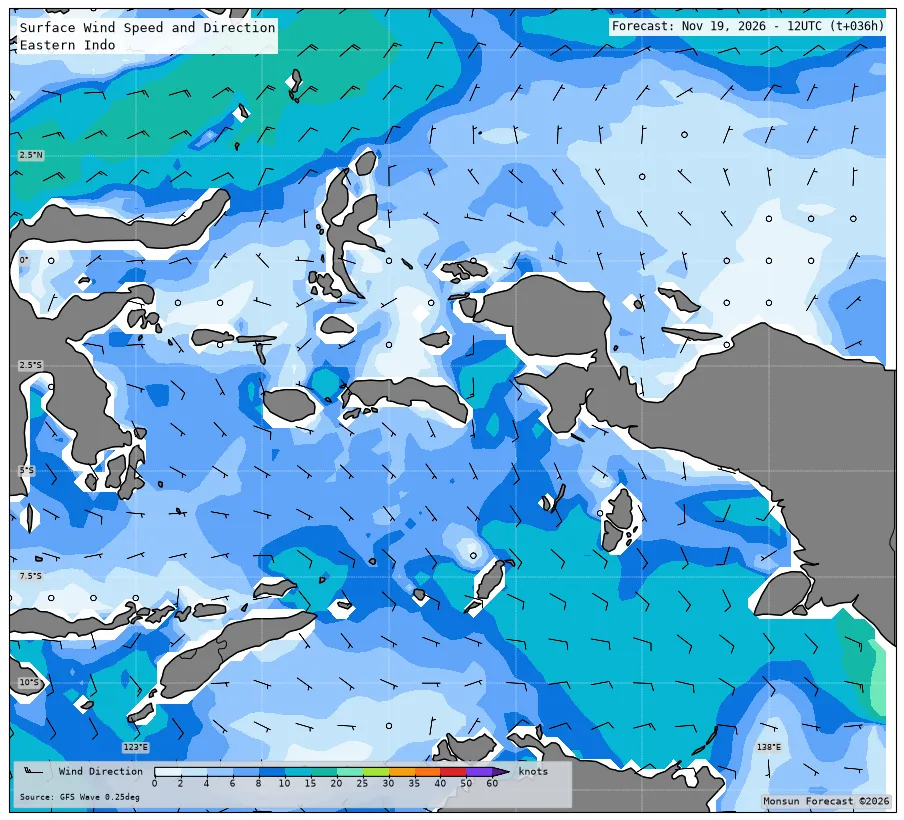 Surface Wind Speed and Direction
Eastern Indo
Forecast: Nov 19, 2026 - 12UTC (t+036h)
2.5°N
0°
2.5°S
5°S
7.5°S
10°S
123°E
138°E
Wind Direction
0 2 4 6 8 10 15 20 25 30 35 40 50 60
knots
Source: GFS Wave 0.25deg
Monsun Forecast ©2026